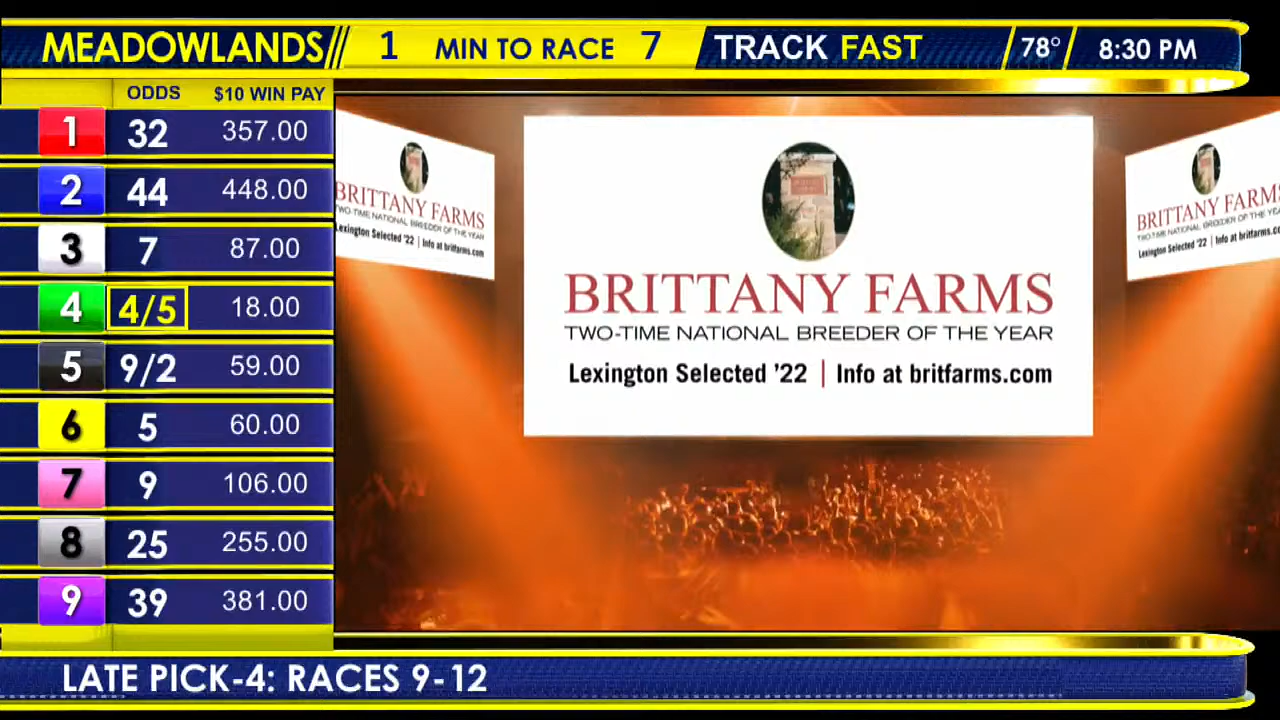 MEADOWLANDS// 1 MIN TO RACE 7 TRACK FAST / 78° / 8:30 PM
ODDS $10 WIN PAY
1 32 357.00
2 44 448.00
3 7 87.00
4 4/5 18.00
5 9/2 59.00
6 5 60.00
7 9 106.00
8 25 255.00
9 39 381.00
BRITTANY FARMS
TWO-TIME NATIONAL BREEDER OF THE YEAR
Lexington Selected '22 | Info at britfarms.com
BRITTANY FARMS
TWO-TIME NATIONAL BREEDER OF THE YEAR
Lexington Selected '22 | Info at britfarms.com
BRITTANY FARMS
TWO-TIME NATIONAL BREEDER OF THE YEA
Lexington Selected '22 | Info at britfarms.co
LATE PICK-4: RACES 9-12